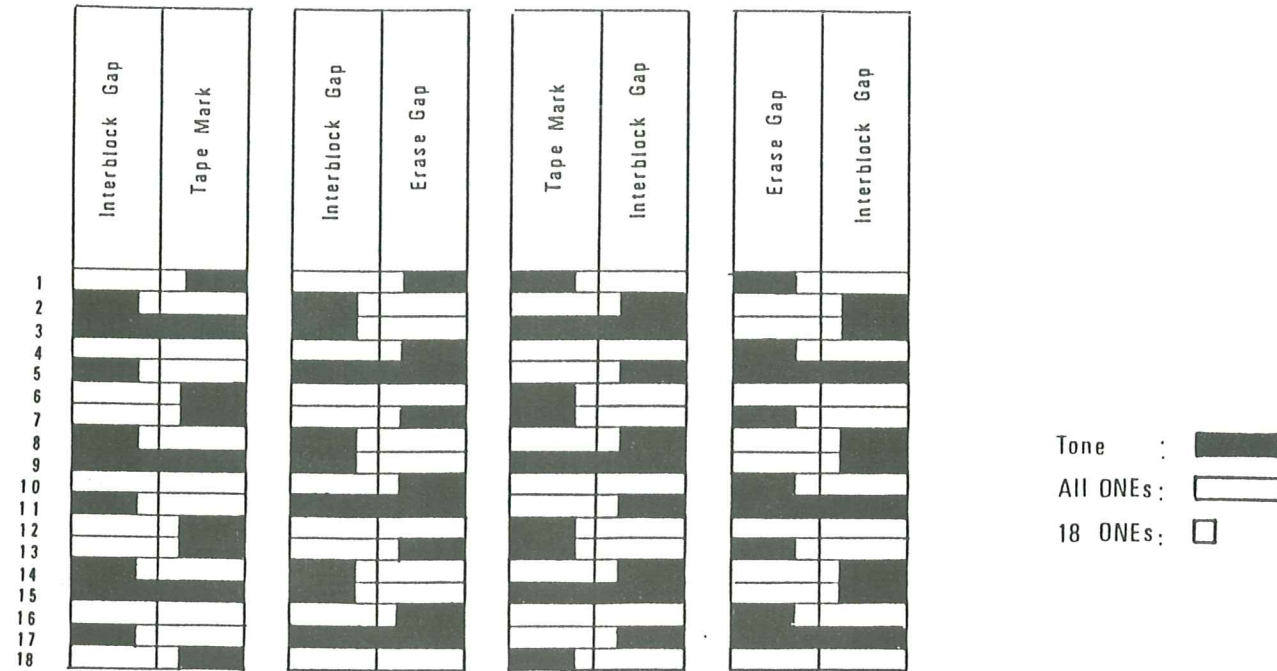 Interblock Gap
Tape Mark
Interblock Gap
Erase Gap
Tape Mark
Interblock Gap
Erase Gap
Interblock Gap
1
2
3
4
5
6
7
8
9
10
11
12
13
14
15
16
17
18
Tone :
All ONEs:
18 ONEs: